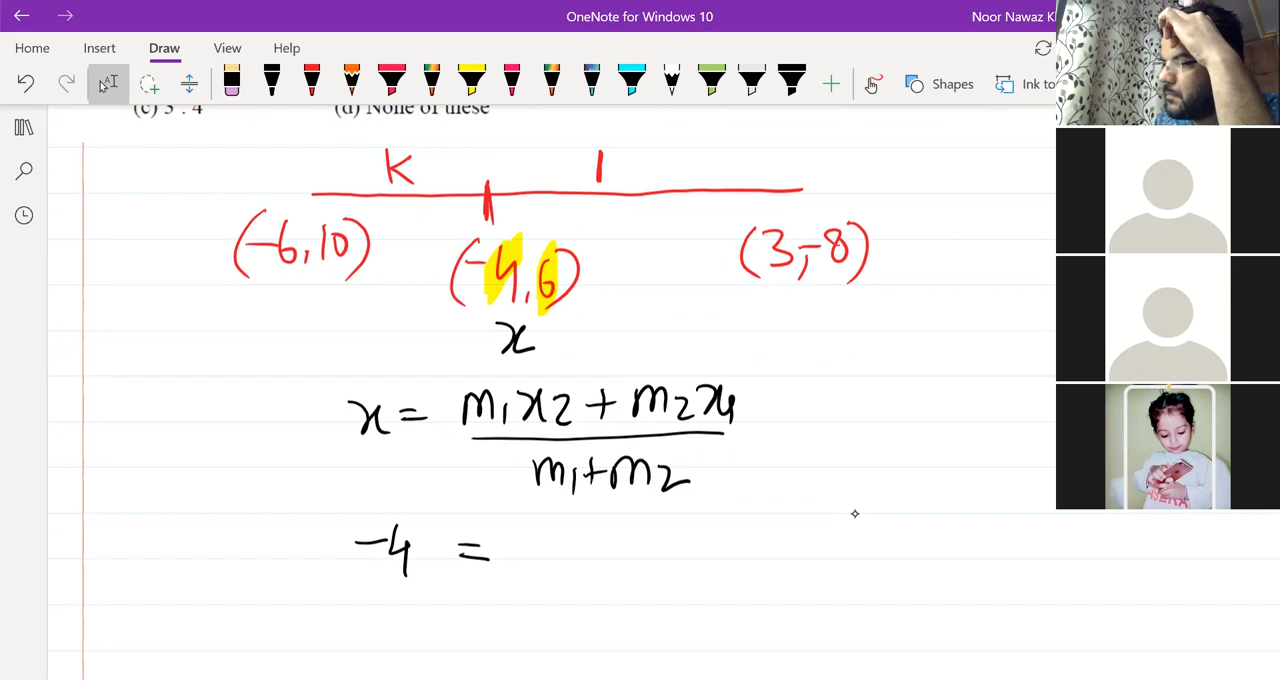 OneNote for Windows 10
Noor Nawaz K
Home Insert Draw View Help
Shapes
Ink to
(c) 3 : 4 (d) None of these
K 1
(-6, 10) (-4, 6) (3, -8)
x
x = m₁x₂ + m₂x₁
m₁+m₂
-4 =